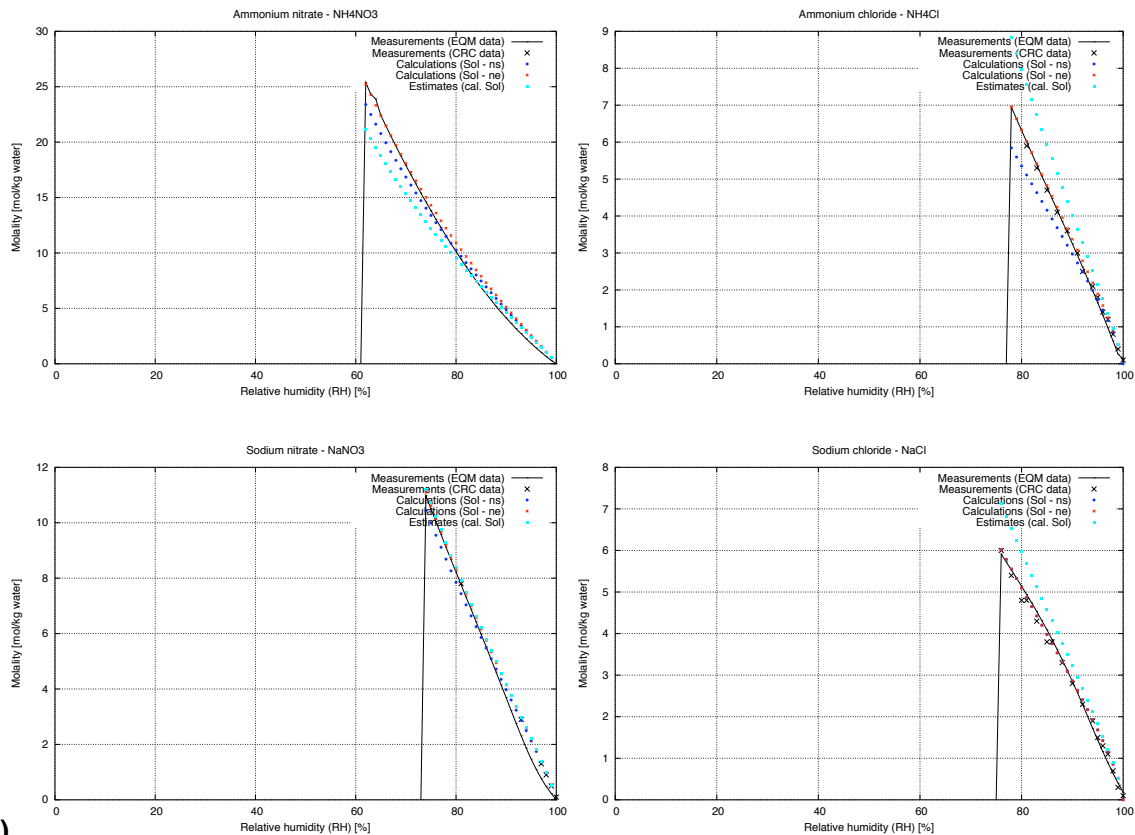 Ammonium nitrate - NH4NO3
30
25
20
15
10
5
0
Molality [mol/kg water]
Measurements (EQM data)
Measurements (CRC data)
Calculations (Sol - ns)
Calculations (Sol - ne)
Estimates (cal. Sol)
0 20 40 60 80 100
Relative humidity (RH) [%]
Ammonium chloride - NH4Cl
9
8
7
6
5
4
3
2
1
0
Molality [mol/kg water]
Measurements (EQM data)
Measurements (CRC data)
Calculations (Sol - ns)
Calculations (Sol - ne)
Estimates (cal. Sol)
0 20 40 60 80 100
Relative humidity (RH) [%]
Sodium nitrate - NaNO3
12
10
8
6
4
2
0
Molality [mol/kg water]
Measurements (EQM data)
Measurements (CRC data)
Calculations (Sol - ns)
Calculations (Sol - ne)
Estimates (cal. Sol)
0 20 40 60 80 100
Relative humidity (RH) [%]
Sodium chloride - NaCl
8
7
6
5
4
3
2
1
0
Molality [mol/kg water]
Measurements (EQM data)
Measurements (CRC data)
Calculations (Sol - ns)
Calculations (Sol - ne)
Estimates (cal. Sol)
0 20 40 60 80 100
Relative humidity (RH) [%]
)